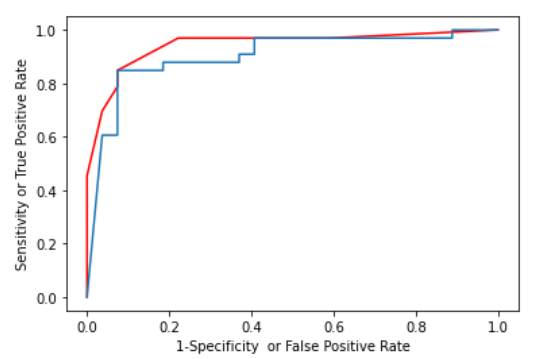 1.0
0.8
0.6
0.4
0.2
0.0
Sensitivity or True Positive Rate
0.0 0.2 0.4 0.6 0.8 1.0
1-Specificity or False Positive Rate